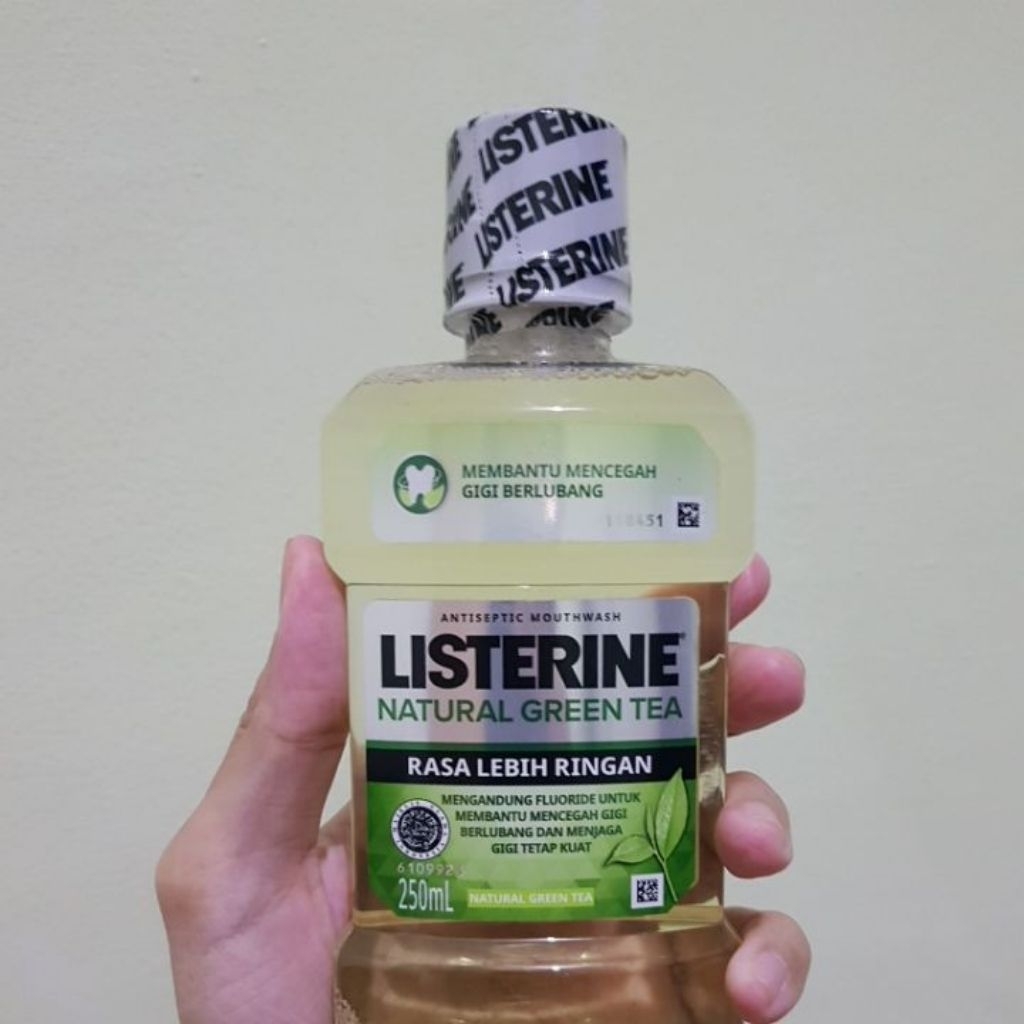 LISTERINE
LISTERINE
LISTERINE
MEMBANTU MENCEGAH
GIGI BERLUBANG
ANTISEPTIC MOUTHWASH
LISTERINE®
NATURAL GREEN TEA
RASA LEBIH RINGAN
MENGANDUNG FLUORIDE UNTUK
MEMBANTU MENCEGAH GIGI
BERLUBANG DAN MENJAGA
GIGI TETAP KUAT
250mL
NATURAL GREEN TEA